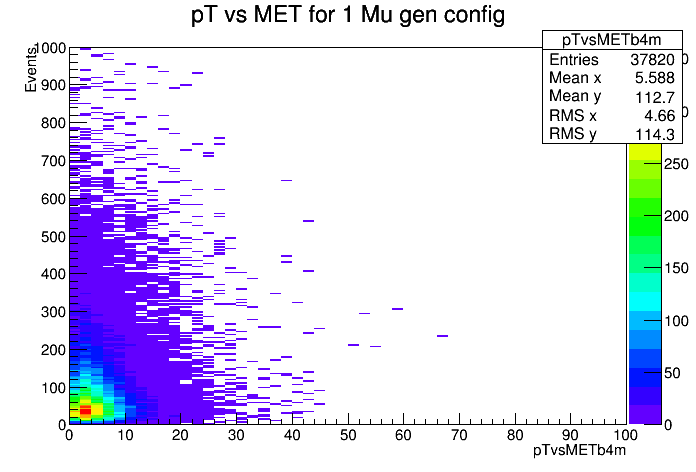 pT vs MET for 1 Mu gen config
pTvsMETb4m
Entries 37820
Mean x 5.588
Mean y 112.7
RMS x 4.66
RMS y 114.3
Events
1000
900
800
700
600
500
400
300
200
100
0
0 10 20 30 40 50 60 70 80 90 100
pTvsMETb4m
0
0
250
200
150
100
50
0